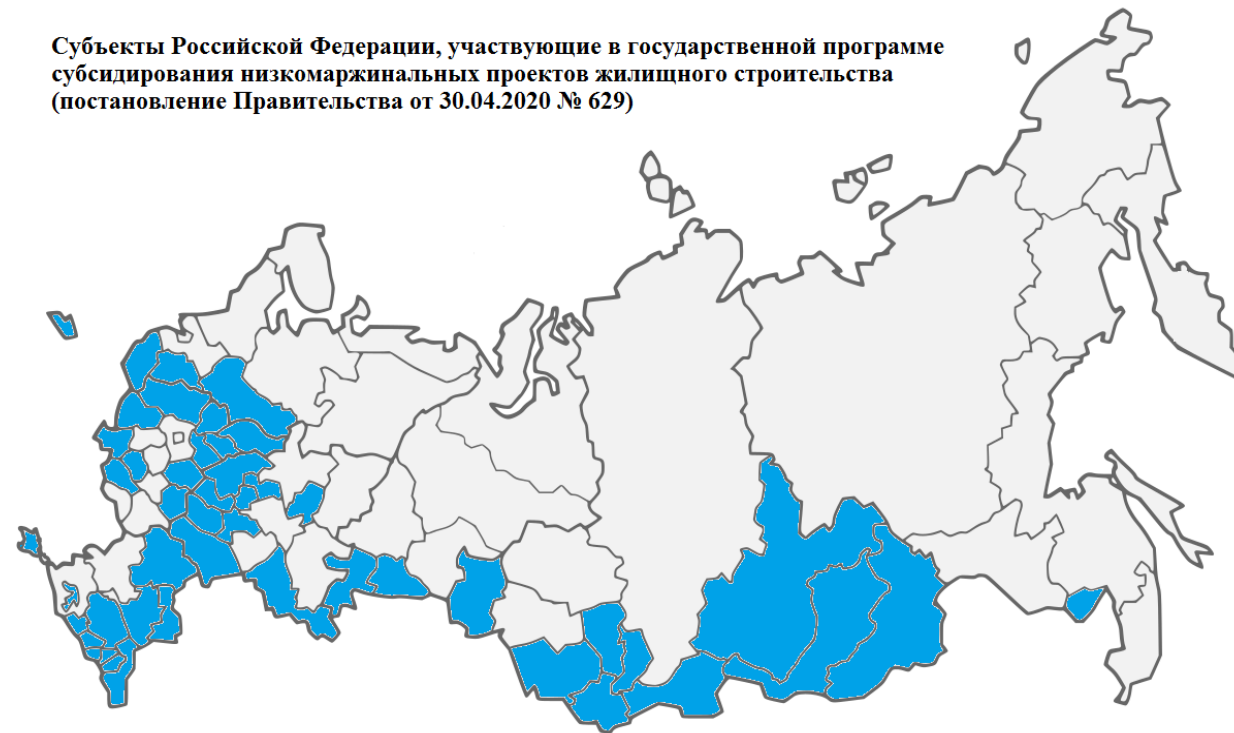 Субъекты Российской Федерации, участвующие в государственной программе
субсидирования низкомаржинальных проектов жилищного строительства
(постановление Правительства от 30.04.2020 № 629)